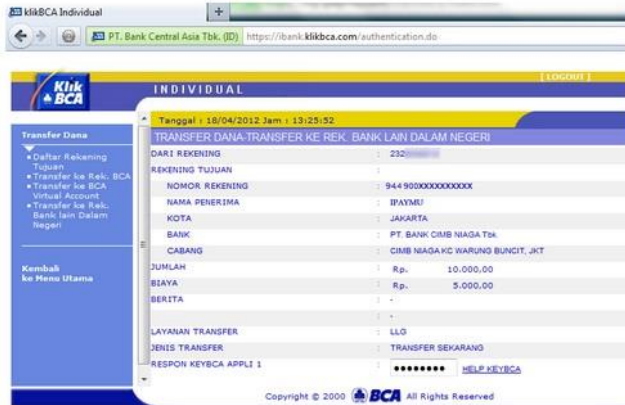 klikBCA Individual
PT. Bank Central Asia Tbk. (ID) https://ibank.klikbca.com/authentication.do
[ LOGOUT ]
Klik
BCA
INDIVIDUAL
Tanggal : 18/04/2012 Jam : 13:25:52
TRANSFER DANA-TRANSFER KE REK. BANK LAIN DALAM NEGERI
Transfer Dana
Daftar Rekening
Tujuan
Transfer ke Rek. BCA
Transfer ke BCA
Virtual Account
Transfer ke Rek.
Bank lain Dalam
Negeri
Kembali
ke Menu Utama
DARI REKENING : 232
REKENING TUJUAN :
NOMOR REKENING : 944 900XXXXXXXXXX
NAMA PENERIMA : IPAYMU
KOTA : JAKARTA
BANK : PT. BANK CIMB NIAGA Tbk.
CABANG : CIMB NIAGA KC WARUNG BUNCIT, JKT
JUMLAH : Rp. 10.000,00
BIAYA : Rp. 5.000,00
BERITA : -
: -
LAYANAN TRANSFER : LLG
JENIS TRANSFER : TRANSFER SEKARANG
RESPON KEYBCA APPLI 1 : ●●●●●●●● HELP KEYBCA
Copyright © 2000 BCA All Rights Reserved